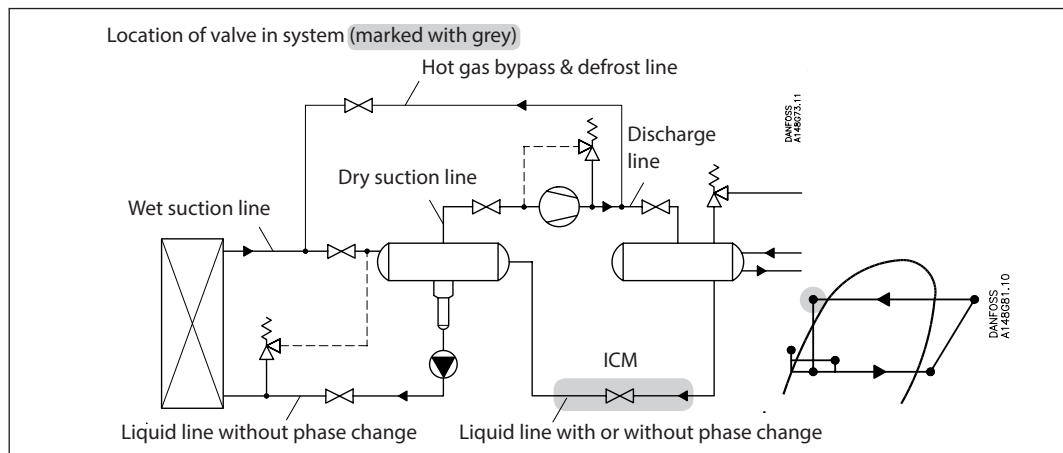 Location of valve in system (marked with grey)
Hot gas bypass & defrost line
DANFOSS
A148G73.11
Discharge
line
Dry suction line
Wet suction line
DANFOSS
A148G81.10
ICM
Liquid line without phase change
Liquid line with or without phase change